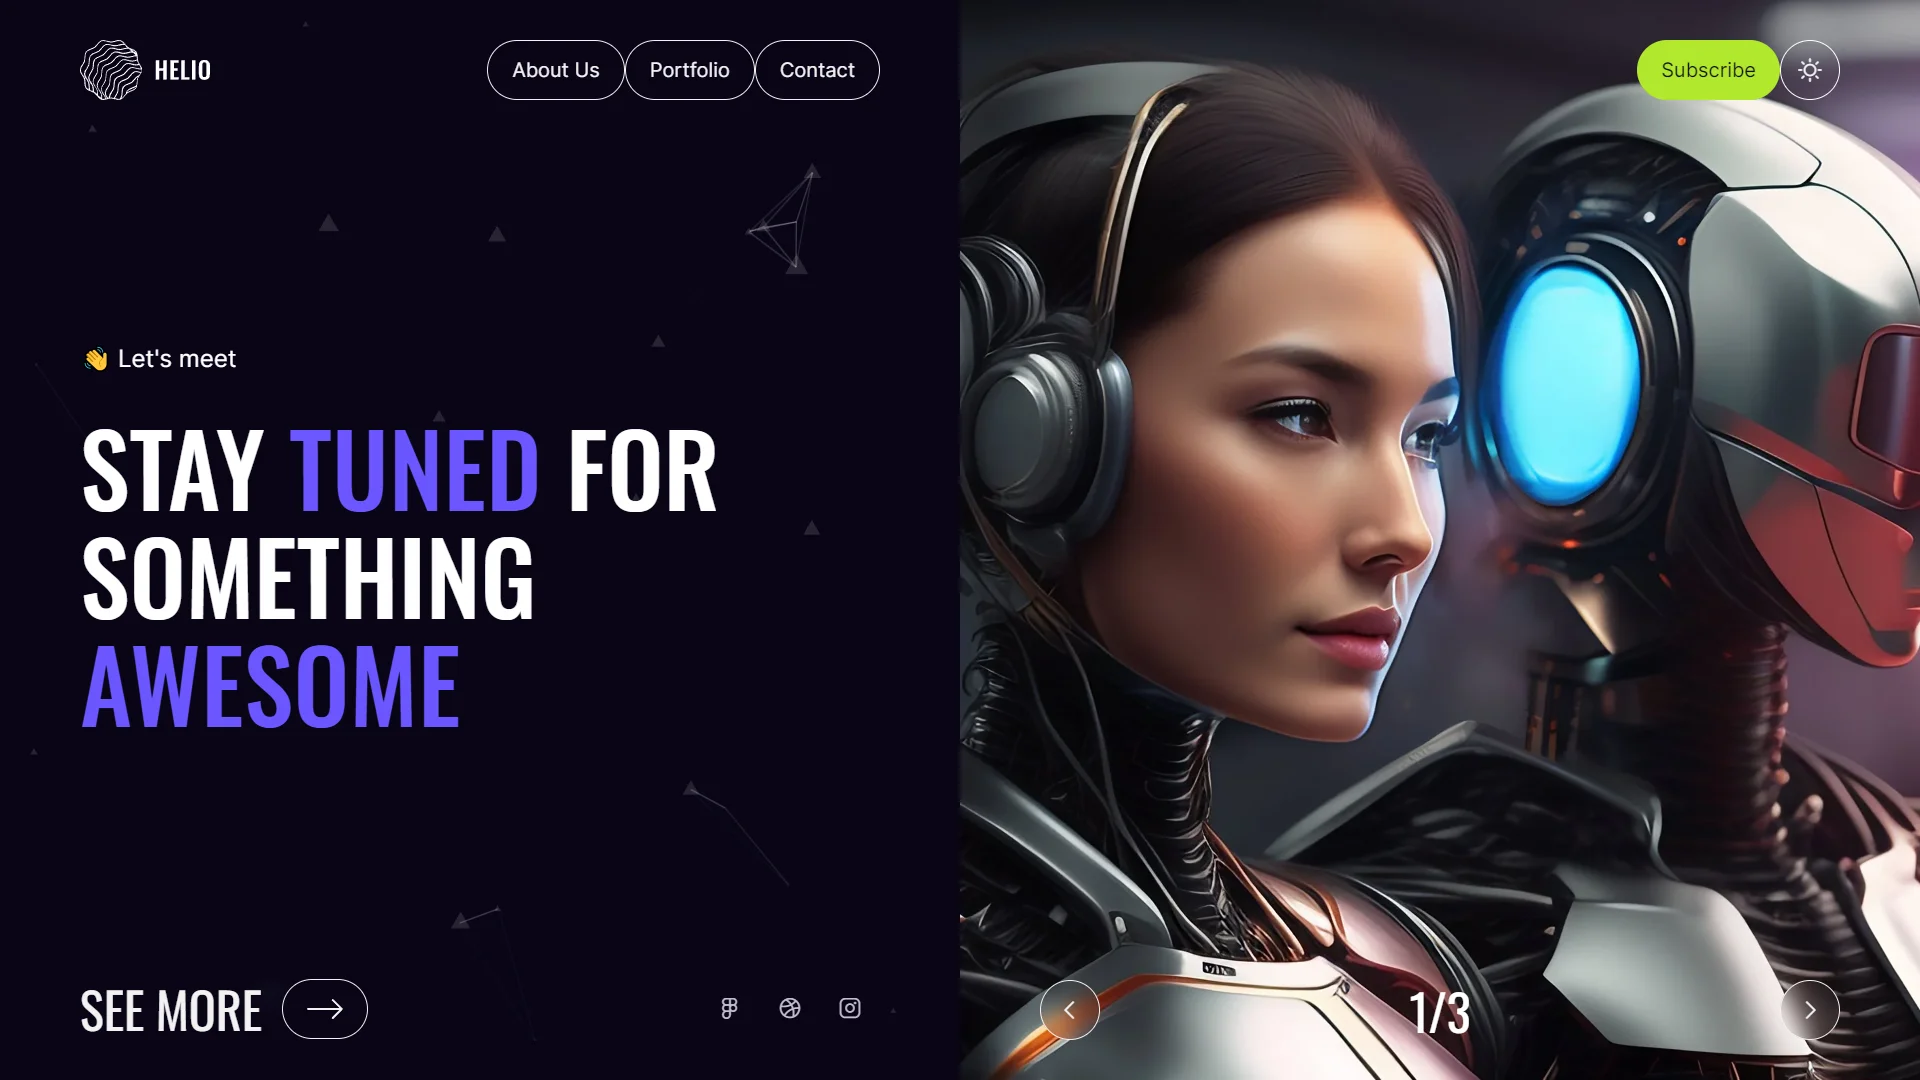 HELIO
About Us
Portfolio
Contact
Subscribe
👋 Let's meet
STAY TUNED FOR
SOMETHING
AWESOME
SEE MORE
1/3